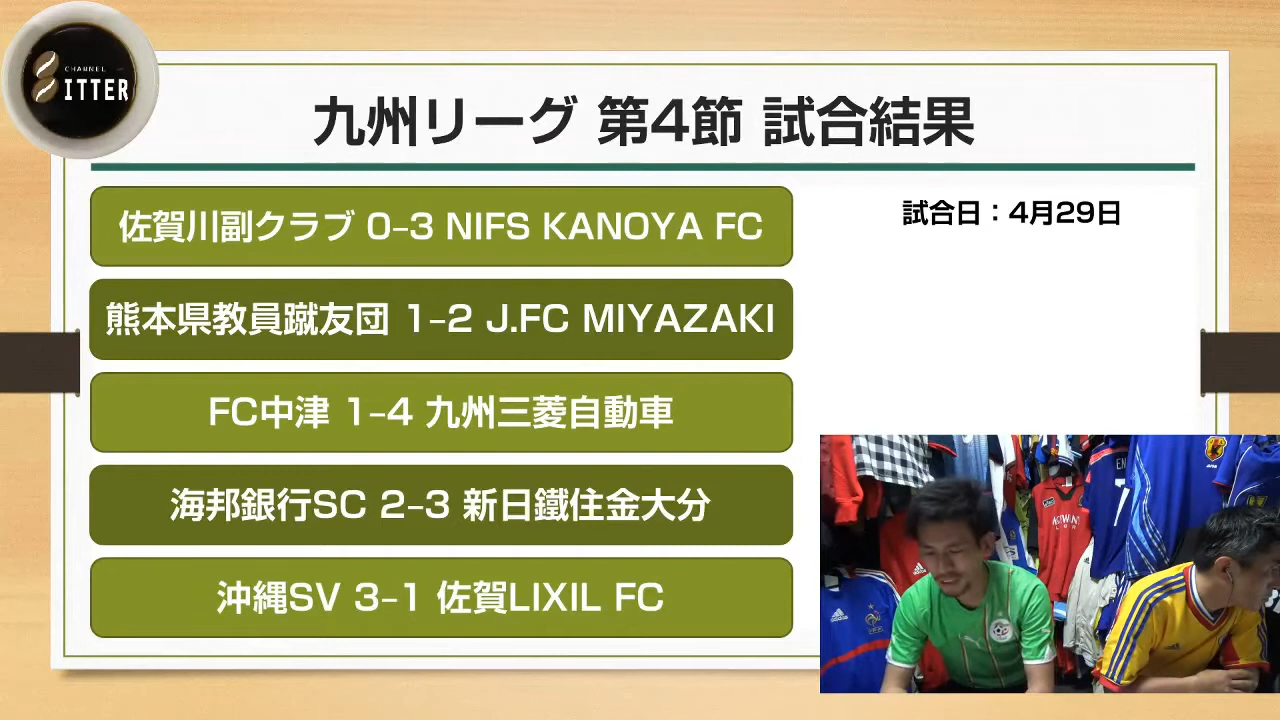 CHANNEL
ITTER
九州リーグ 第4節 試合結果
佐賀川副クラブ 0–3 NIFS KANOYA FC
試合日：4月29日
熊本県教員蹴友団 1–2 J.FC MIYAZAKI
FC中津 1–4 九州三菱自動車
海邦銀行SC 2–3 新日鐵住金大分
沖縄SV 3–1 佐賀LIXIL FC